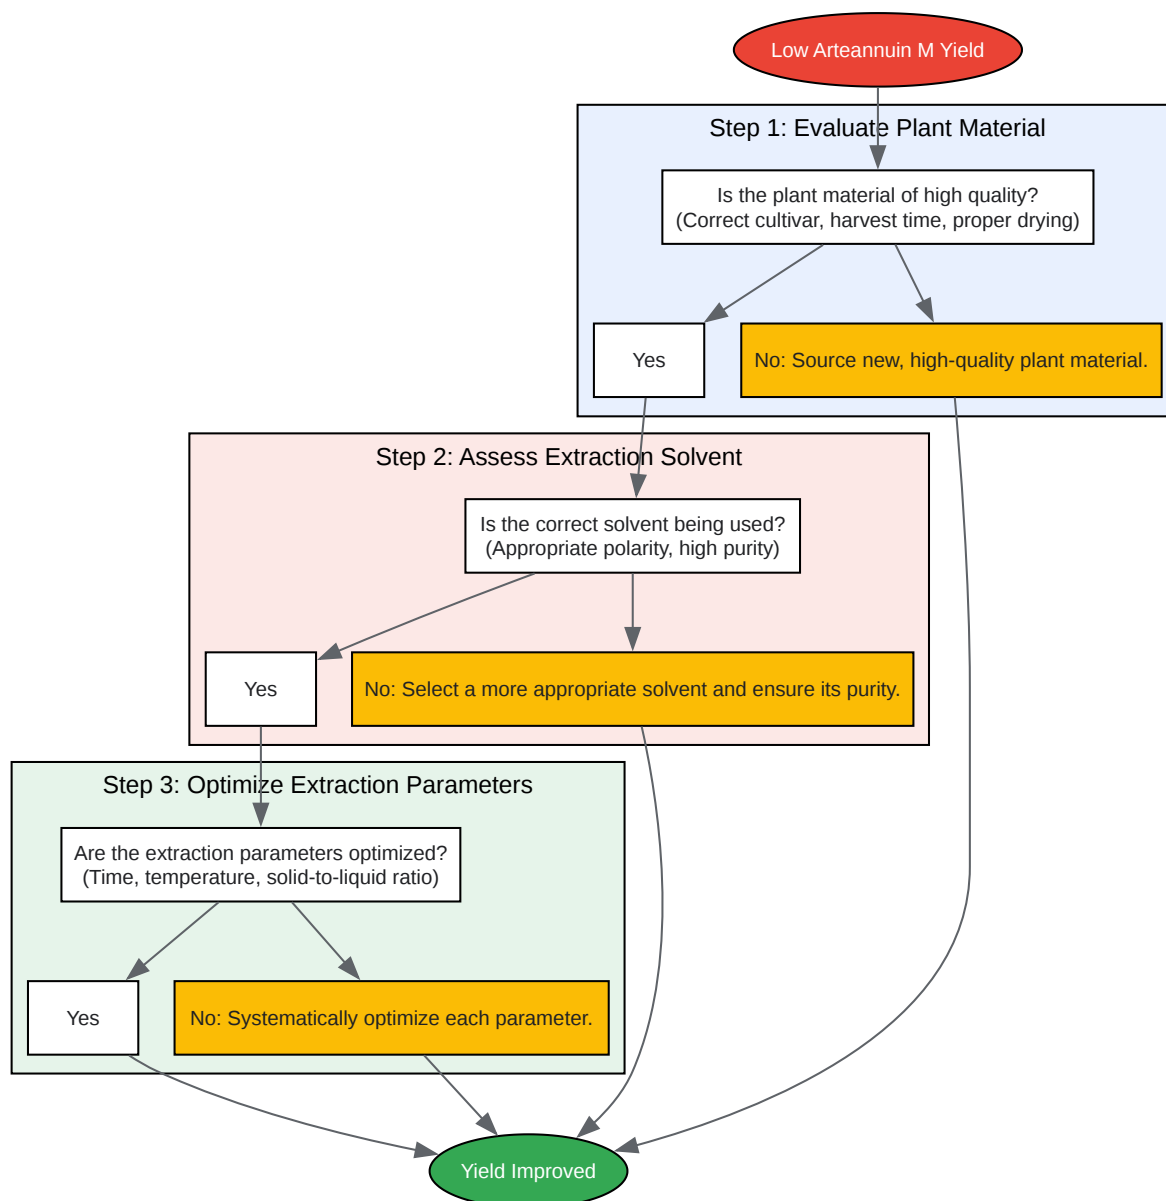 Low Arteannuin M Yield
Step 1: Evaluate Plant Material
Is the plant material of high quality?
(Correct cultivar, harvest time, proper drying)
Yes
No: Source new, high-quality plant material.
Step 2: Assess Extraction Solvent
Is the correct solvent being used?
(Appropriate polarity, high purity)
Yes
No: Select a more appropriate solvent and ensure its purity.
Step 3: Optimize Extraction Parameters
Are the extraction parameters optimized?
(Time, temperature, solid-to-liquid ratio)
Yes
No: Systematically optimize each parameter.
Yield Improved